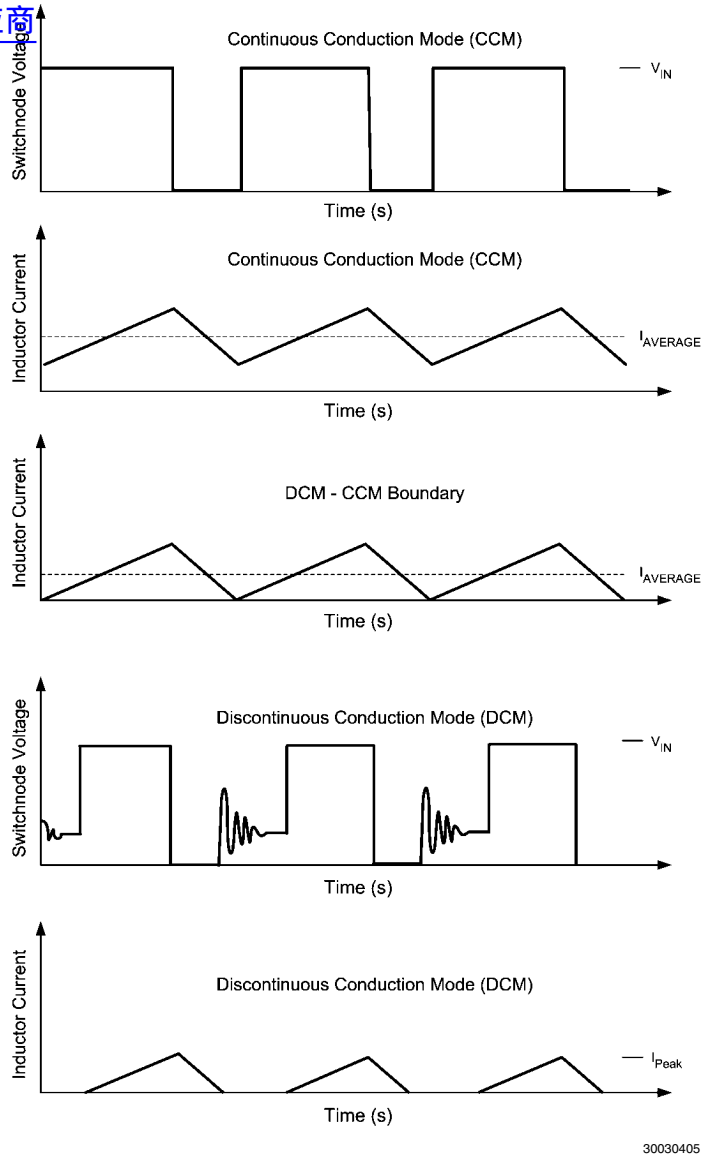 商
Continuous Conduction Mode (CCM)
Switchnode Voltage
V_IN
Time (s)
Continuous Conduction Mode (CCM)
Inductor Current
I_AVERAGE
Time (s)
DCM - CCM Boundary
Inductor Current
I_AVERAGE
Time (s)
Discontinuous Conduction Mode (DCM)
Switchnode Voltage
V_IN
Time (s)
Discontinuous Conduction Mode (DCM)
Inductor Current
I_Peak
Time (s)
30030405